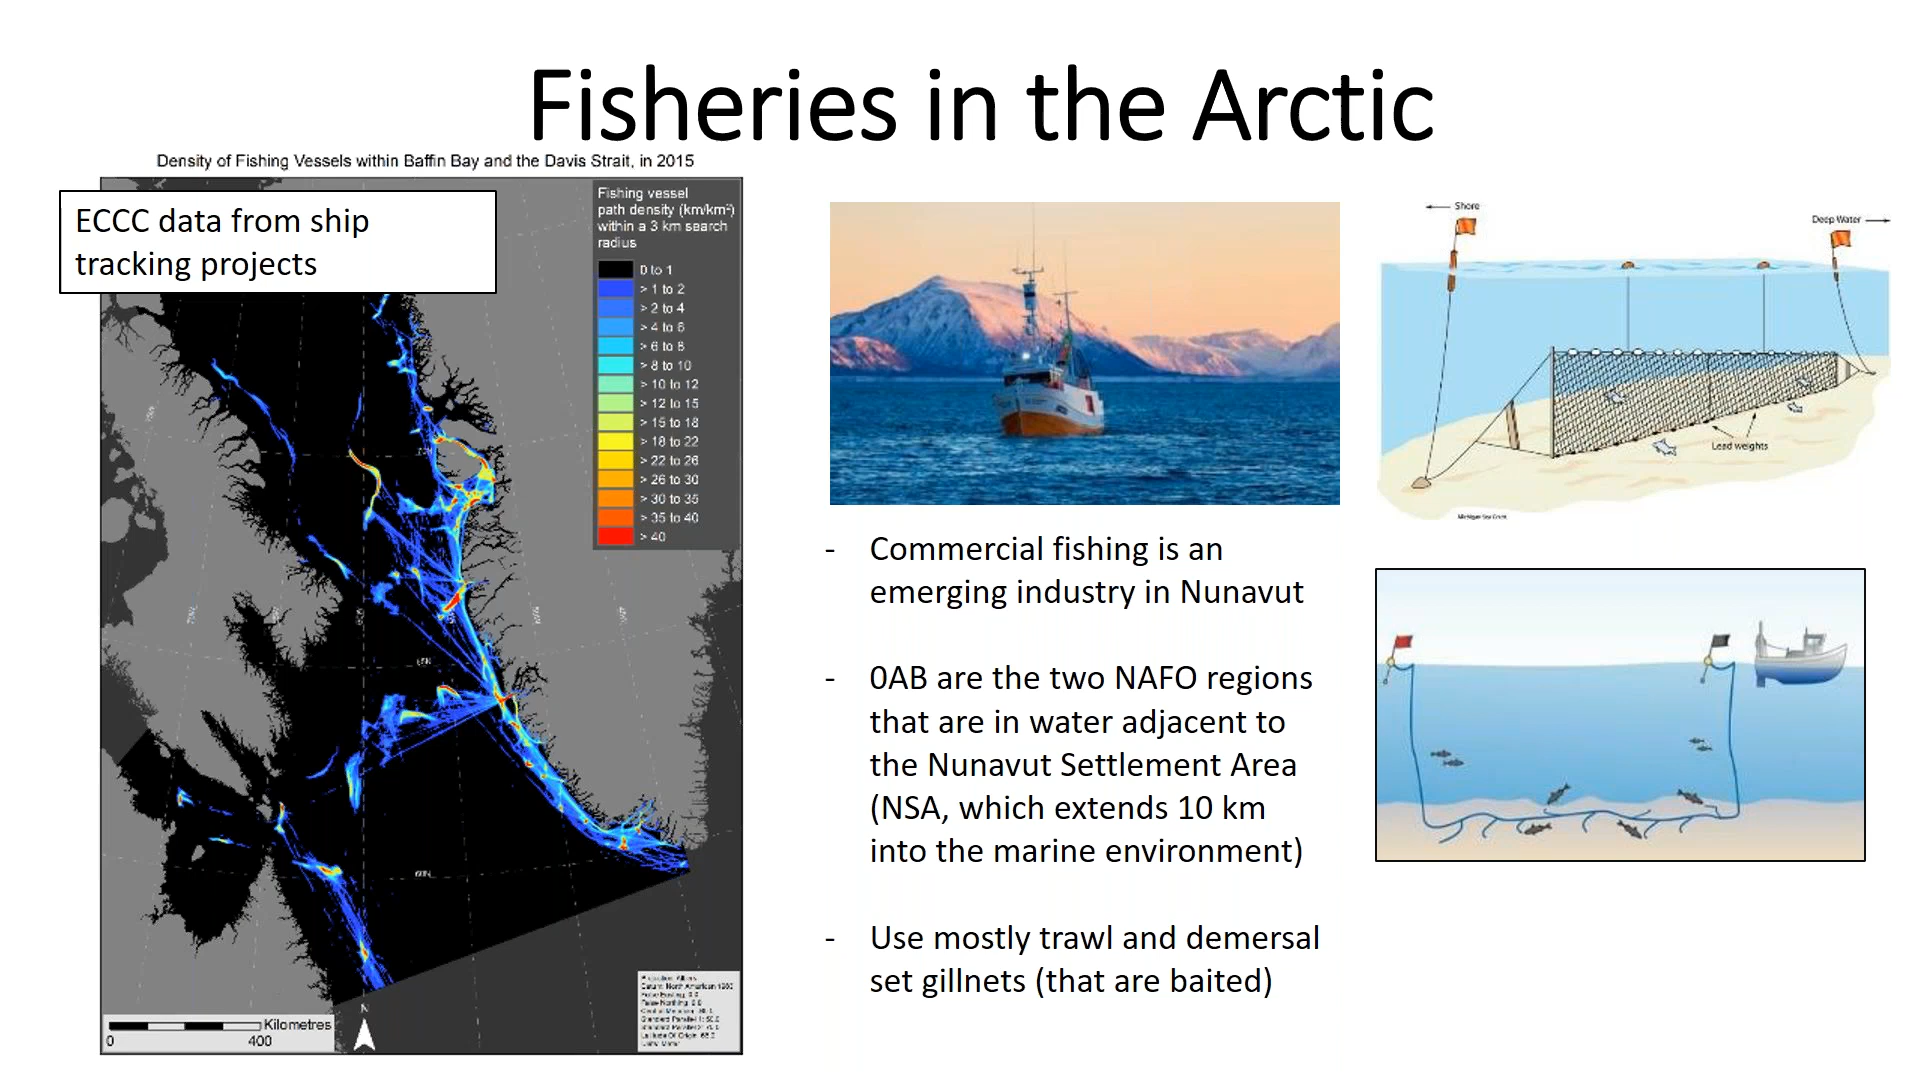 Fisheries in the Arctic
Density of Fishing Vessels within Baffin Bay and the Davis Strait, in 2015
ECCC data from ship
tracking projects
Fishing vessel
path density (km/km²)
within a 3 km search
radius
0 to 1
> 1 to 2
> 2 to 4
> 4 to 6
> 6 to 8
> 8 to 10
> 10 to 12
> 12 to 15
> 15 to 18
> 18 to 22
> 22 to 26
> 26 to 30
> 30 to 35
> 35 to 40
> 40
60N
N
Kilometres
0 400
Shore
Deep Water
Lead weights
Michigan Sea Grant
- Commercial fishing is an
emerging industry in Nunavut
- 0AB are the two NAFO regions
that are in water adjacent to
the Nunavut Settlement Area
(NSA, which extends 10 km
into the marine environment)
- Use mostly trawl and demersal
set gillnets (that are baited)